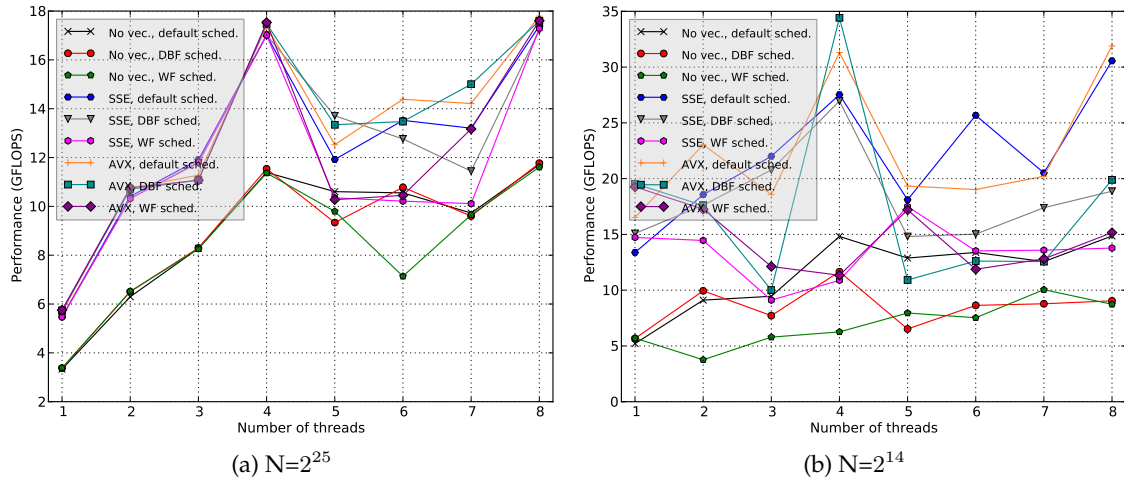 18
16
14
12
10
8
6
4
2
Performance (GFLOPS)
No vec., default sched.
No vec., DBF sched.
No vec., WF sched.
SSE, default sched.
SSE, DBF sched.
SSE, WF sched.
AVX, default sched.
AVX, DBF sched.
AVX, WF sched.
1 2 3 4 5 6 7 8
Number of threads
(a) N=2^25
35
30
25
20
15
10
5
0
Performance (GFLOPS)
No vec., default sched.
No vec., DBF sched.
No vec., WF sched.
SSE, default sched.
SSE, DBF sched.
SSE, WF sched.
AVX, default sched.
AVX, DBF sched.
AVX, WF sched.
1 2 3 4 5 6 7 8
Number of threads
(b) N=2^14